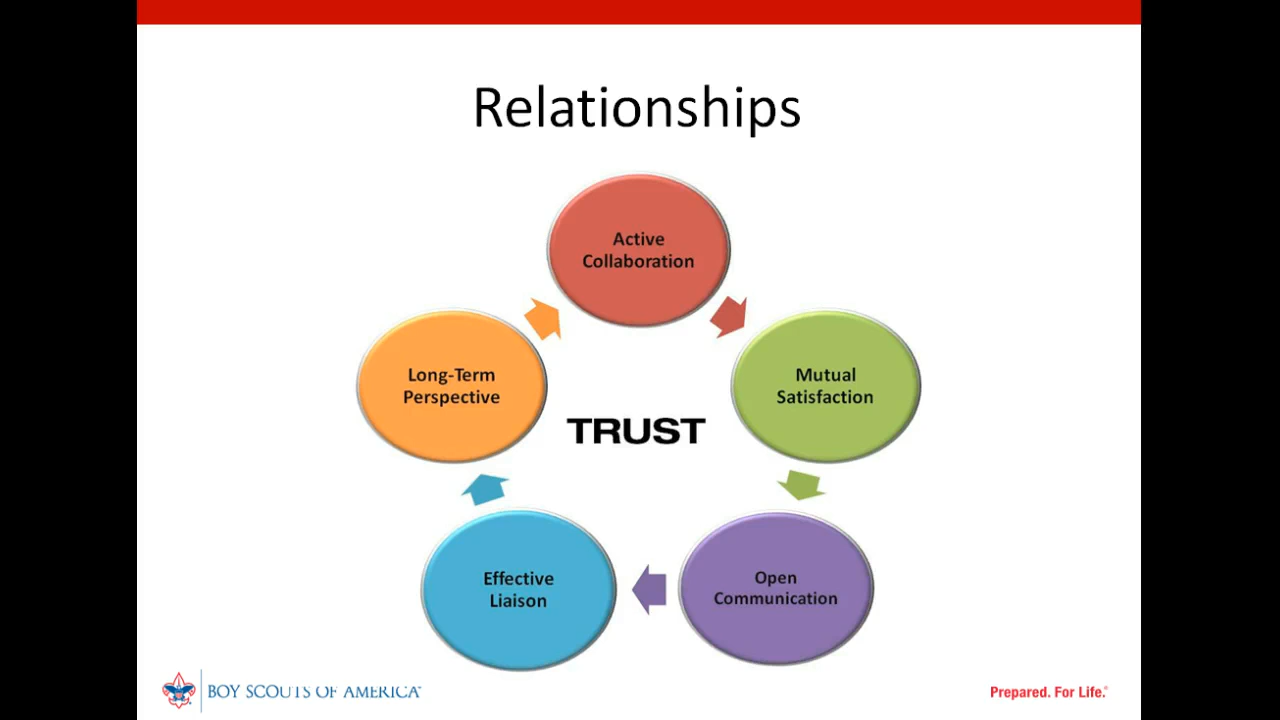 Relationships
Active
Collaboration
Mutual
Satisfaction
Open
Communication
Effective
Liaison
Long-Term
Perspective
TRUST
BOY SCOUTS OF AMERICA®
Prepared. For Life.®